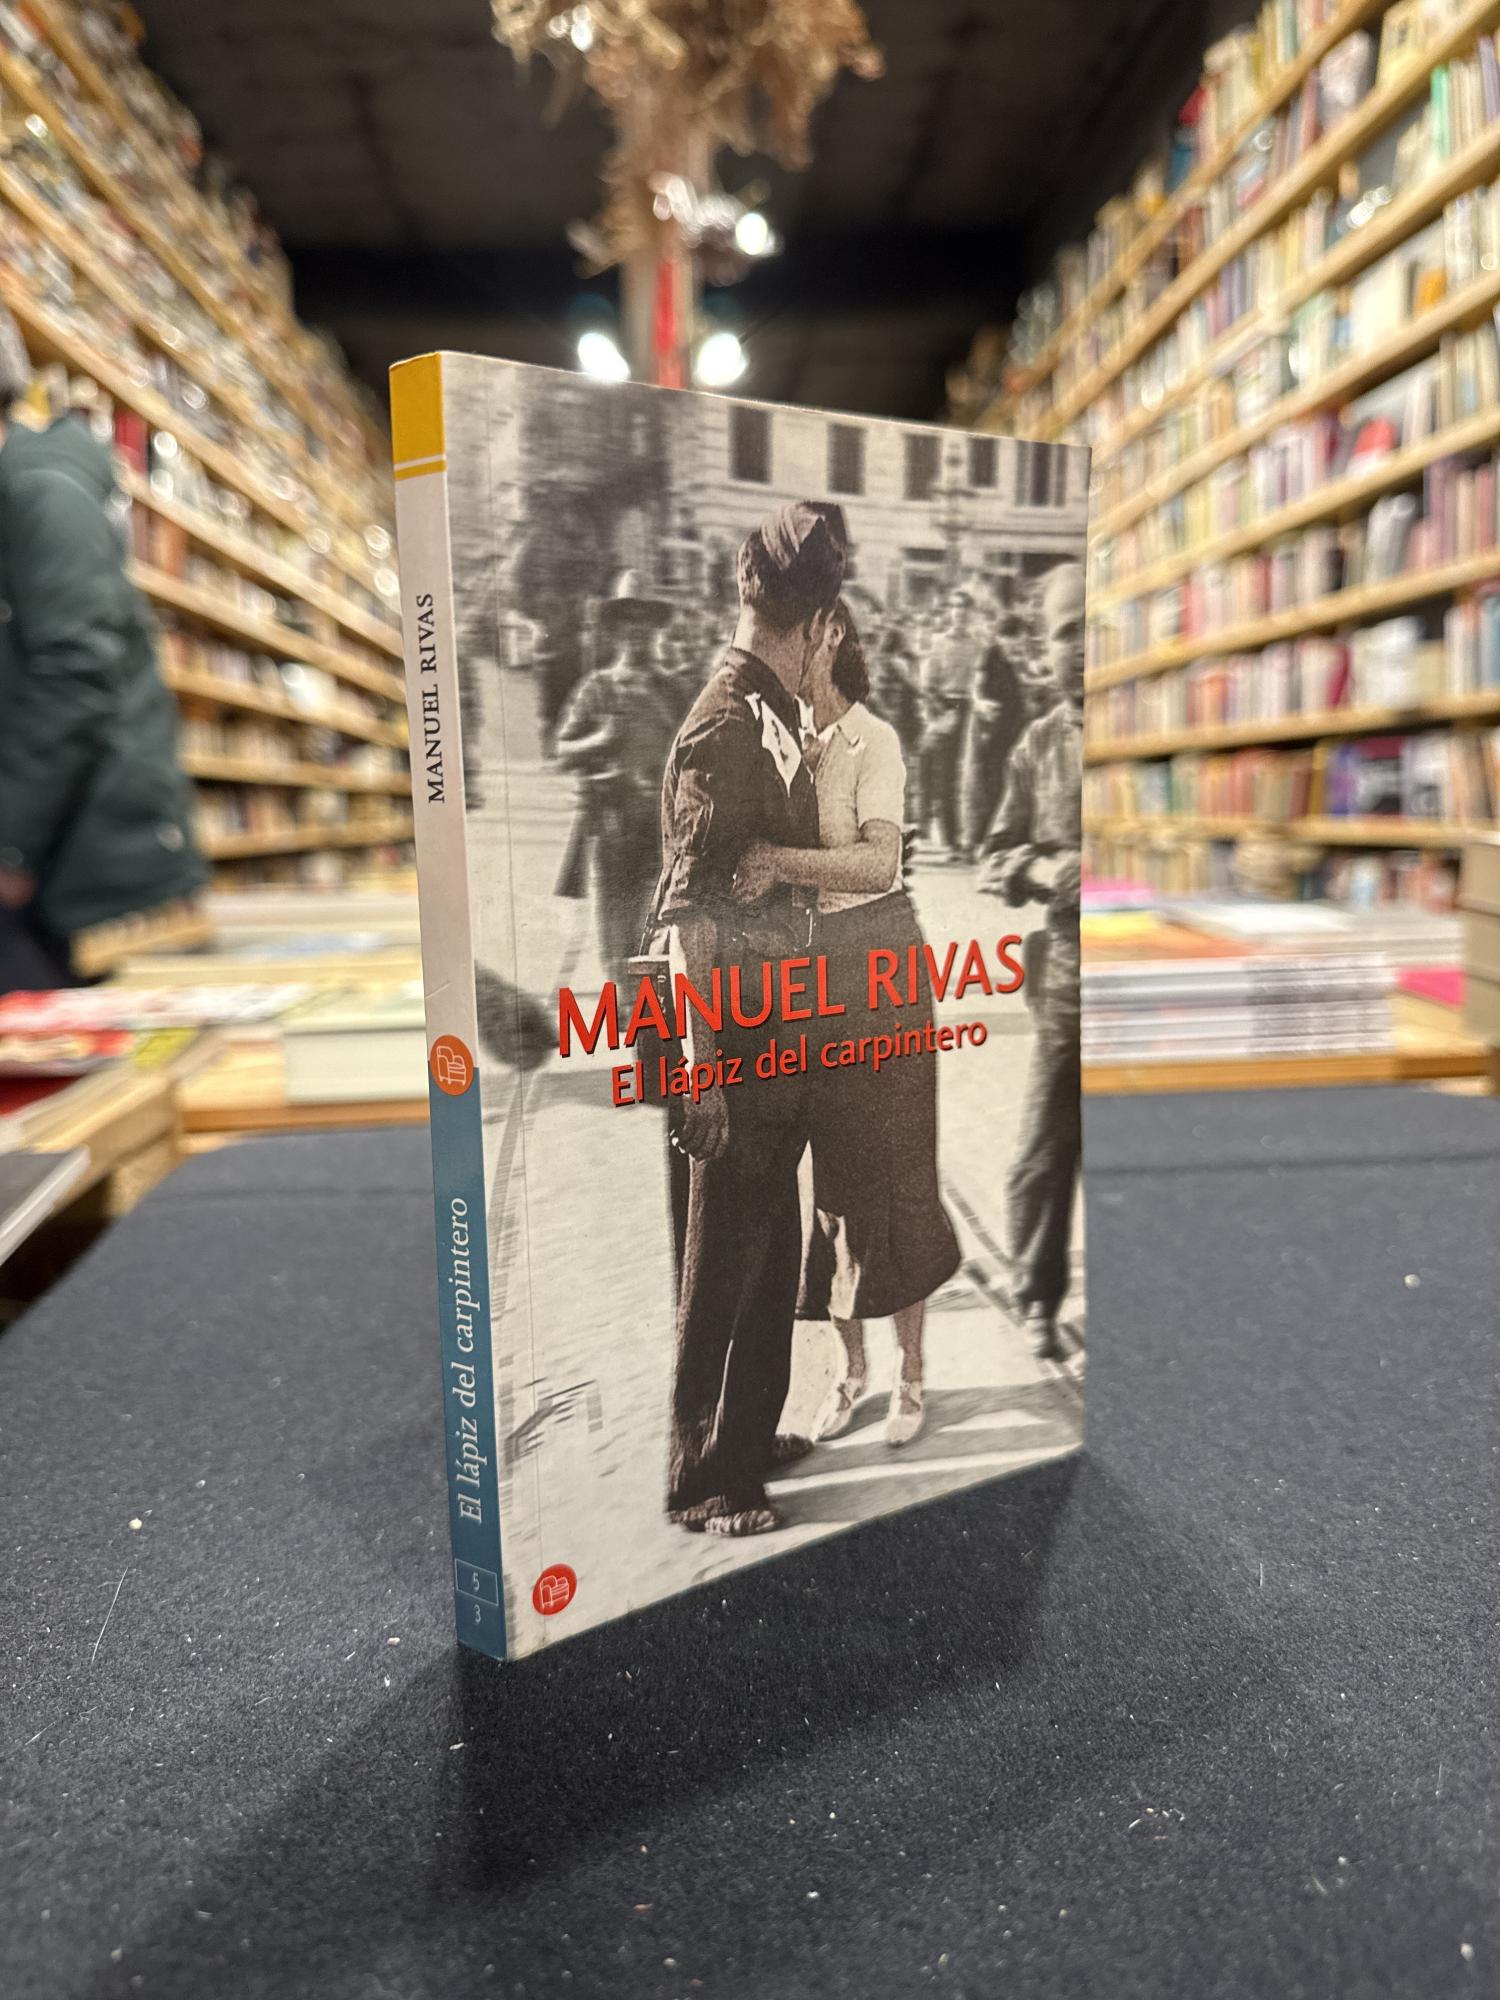 MANUEL RIVAS
El lápiz del carpintero
5
3
MANUEL RIVAS
El lápiz del carpintero